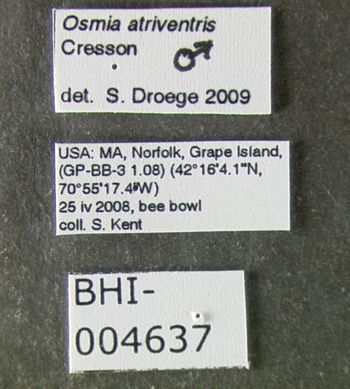 Osmia atriventris
Cresson ♂
det. S. Droege 2009
USA: MA, Norfolk, Grape Island,
(GP-BB-3 1.08) (42°16'4.1"N,
70°55'17.4"W)
25 iv 2008, bee bowl
coll. S. Kent
BHI-
004637